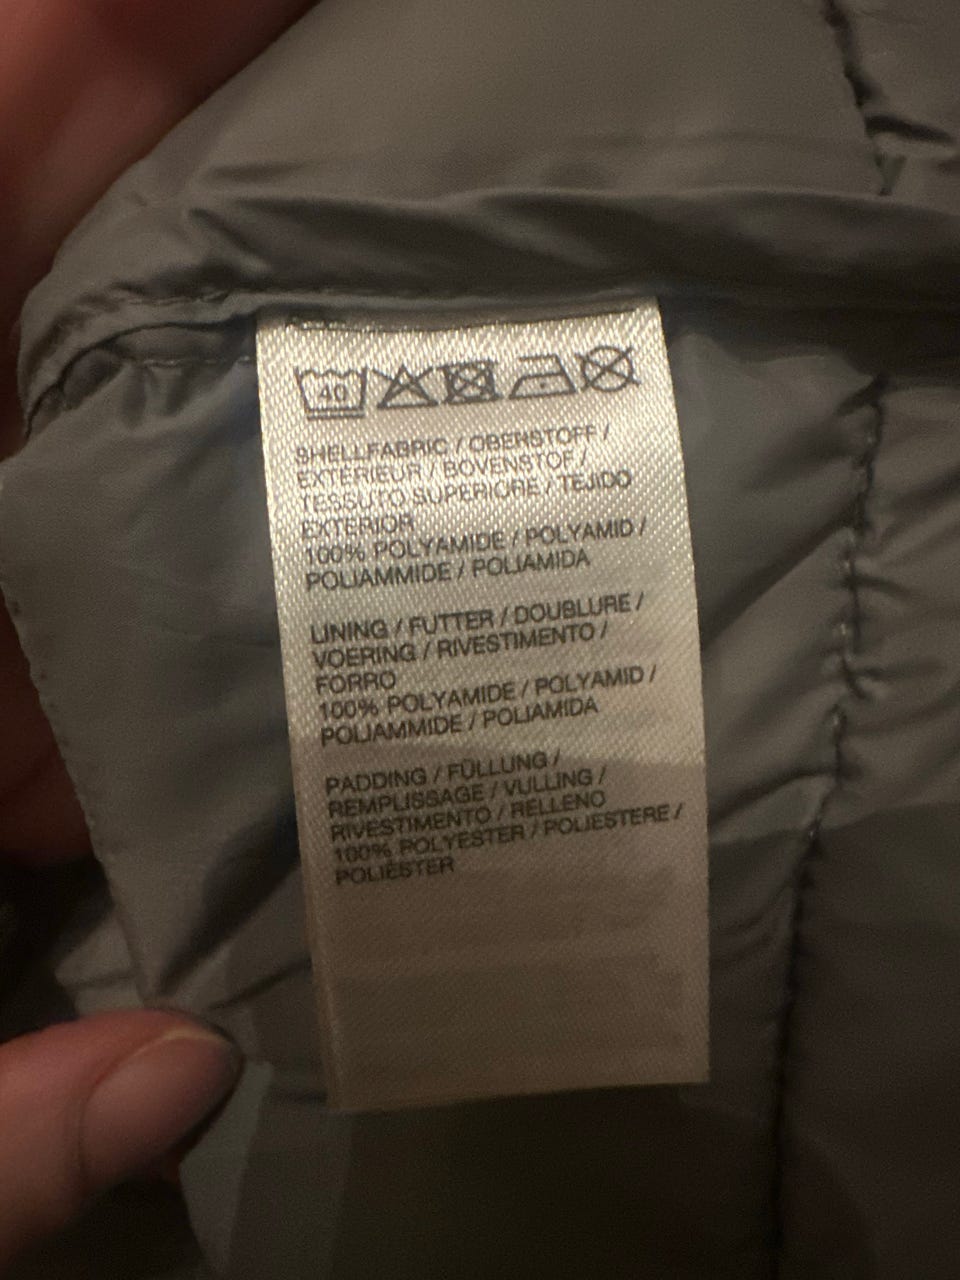 40
SHELLFABRIC / OBERSTOFF /
EXTERIEUR / BOVENSTOF /
TESSUTO SUPERIORE / TEJIDO
EXTERIOR
100% POLYAMIDE / POLYAMID /
POLIAMMIDE / POLIAMIDA
LINING / FUTTER / DOUBLURE /
VOERING / RIVESTIMENTO /
FORRO
100% POLYAMIDE / POLYAMID /
POLIAMMIDE / POLIAMIDA
PADDING / FÜLLUNG /
REMPLISSAGE / VULLING /
RIVESTIMENTO / RELLENO
100% POLYESTER / POLIESTERE /
POLIÉSTER